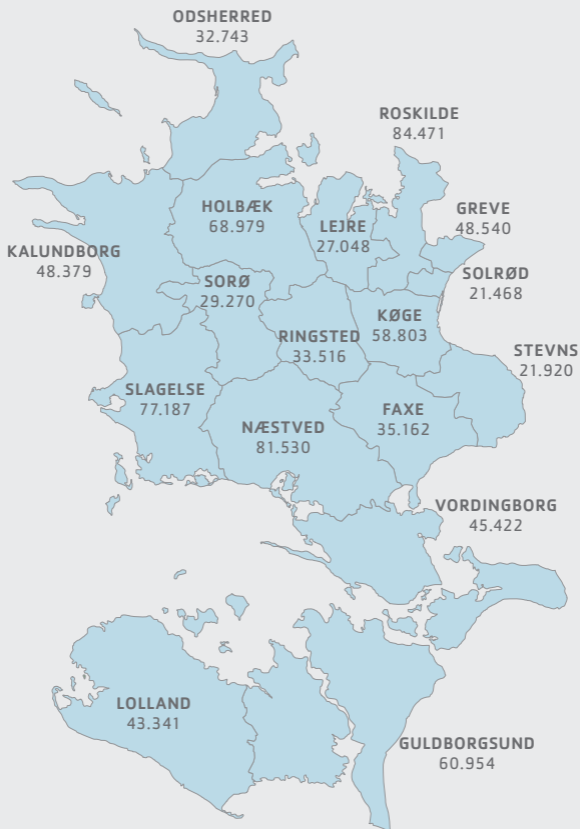 ODSHERRED
32.743
ROSKILDE
84.471
HOLBÆK
68.979
LEJRE
27.048
GREVE
48.540
KALUNDBORG
48.379
SORØ
29.270
SOLRØD
21.468
KØGE
58.803
RINGSTED
33.516
STEVNS
21.920
SLAGELSE
77.187
NÆSTVED
81.530
FAXE
35.162
VORDINGBORG
45.422
LOLLAND
43.341
GULDBORGSUND
60.954